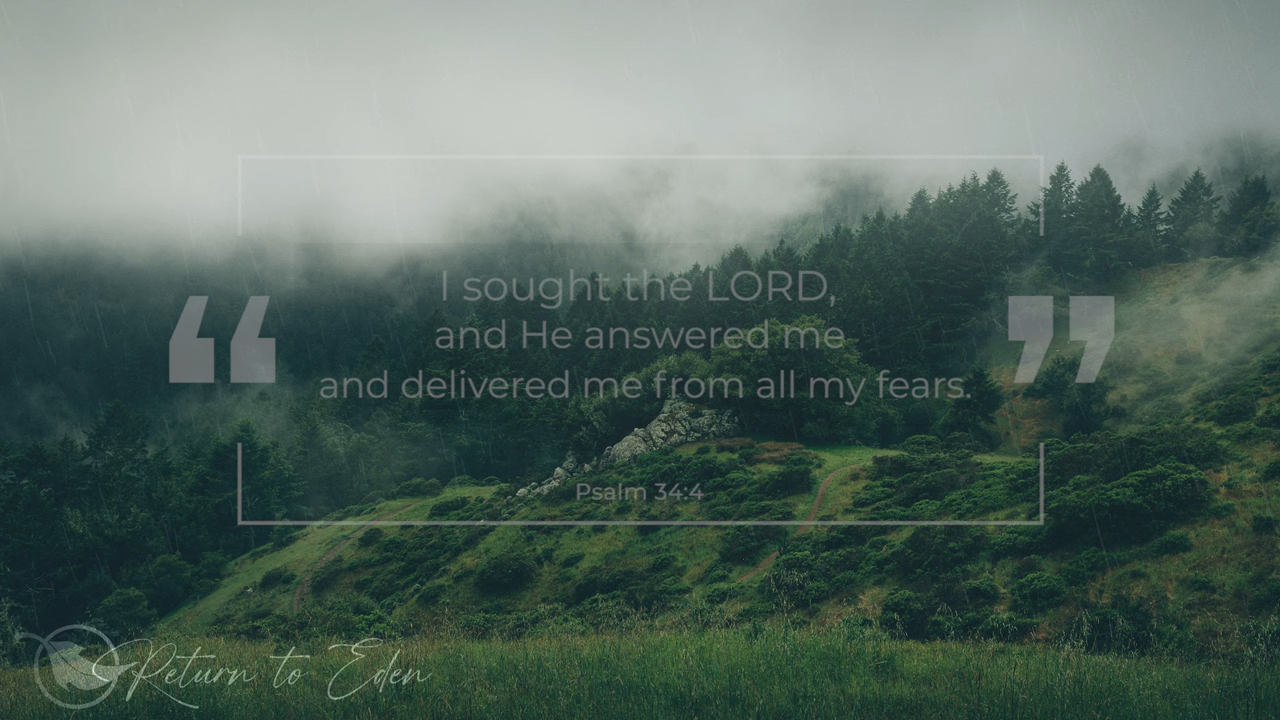 I sought the LORD,
and He answered me
and delivered me from all my fears.
Psalm 34:4
Return to Eden